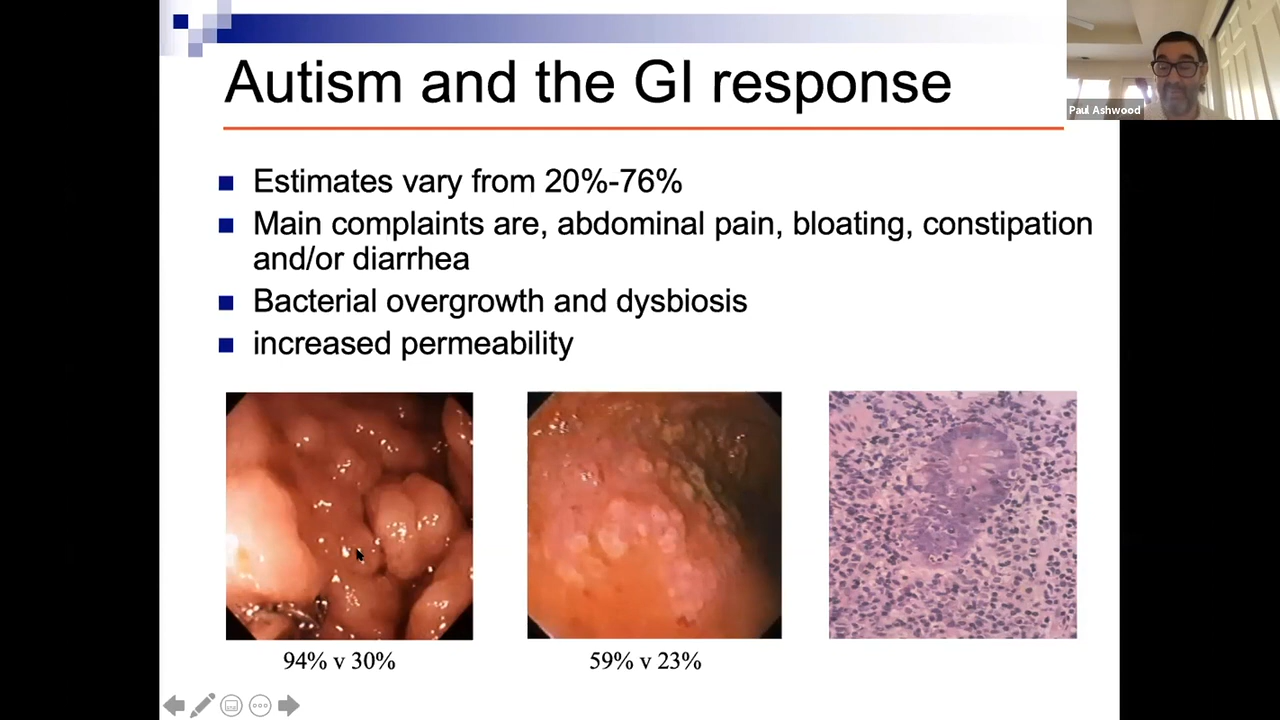 Autism and the GI response
Paul Ashwood
Estimates vary from 20%-76%
Main complaints are, abdominal pain, bloating, constipation
and/or diarrhea
Bacterial overgrowth and dysbiosis
increased permeability
94% v 30%
59% v 23%